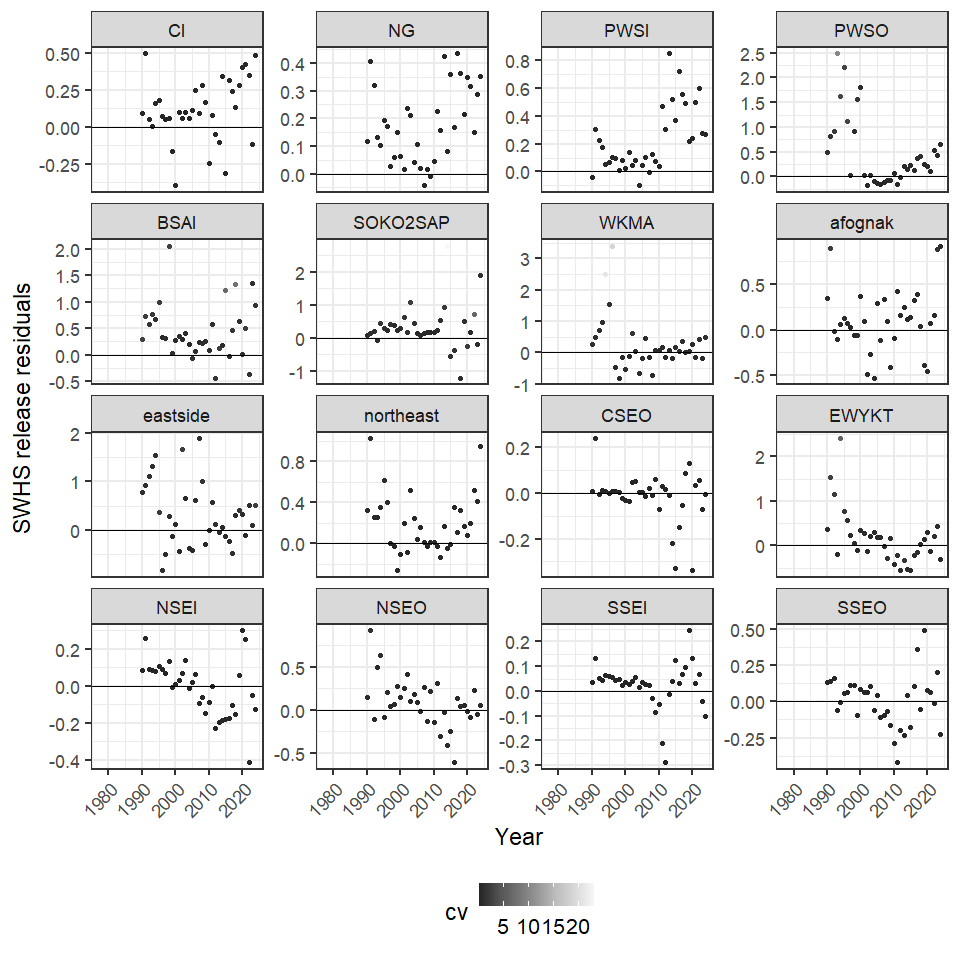 CI NG PWSI PWSO
0.50 0.25 0.00 -0.25
0.4 0.3 0.2 0.1 0.0
0.8 0.6 0.4 0.2 0.0
2.5 2.0 1.5 1.0 0.5 0.0
BSAI SOKO2SAP WKMA afognak
2.0 1.5 1.0 0.5 0.0 -0.5
2 1 0 -1
3 2 1 0 -1
0.5 0.0 -0.5
eastside northeast CSEO EWYKT
2 1 0
0.8 0.4 0.0
0.2 0.0 -0.2
2 1 0
NSEI NSEO SSEI SSEO
0.2 0.0 -0.2 -0.4
0.5 0.0 -0.5
0.2 0.1 0.0 -0.1 -0.2 -0.3
0.50 0.25 0.00 -0.25
1980 1990 2000 2010 2020 1980 1990 2000 2010 2020 1980 1990 2000 2010 2020 1980 1990 2000 2010 2020
SWHS release residuals
Year
cv
5 10 15 20